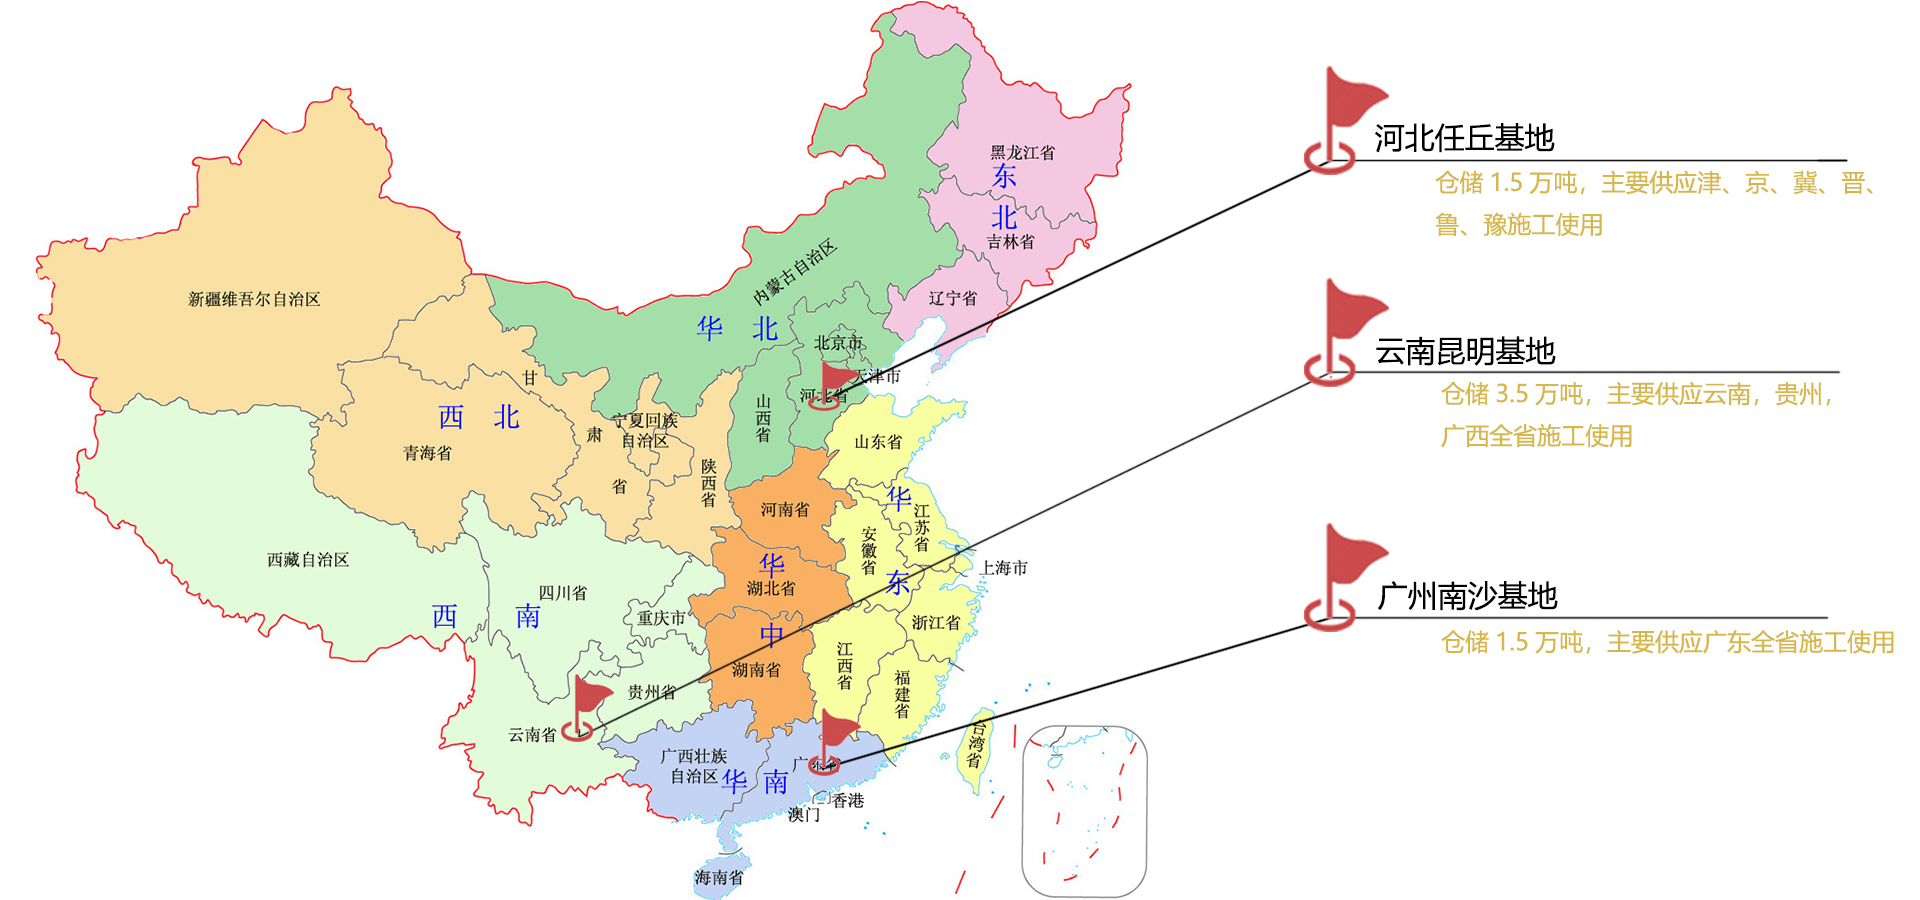 黑龙江省
东
北
吉林省
辽宁省
内蒙古自治区
华 北
北京市
天津市
河北省
山
西
省
新疆维吾尔自治区
甘
肃
省
西 北
青海省
宁夏回族
自治区
陕
西
省
山东省
河南省
华
东
江
苏
省
安
徽
省
上海市
浙江省
江
西
省
福
建
省
台
湾
省
华
中
湖北省
湖南省
西藏自治区
西 南
四川省
重庆市
贵州省
云南省
广西壮族
自治区
华 南
广东省
香港
澳门
海南省
河北任丘基地
仓储 1.5 万吨，主要供应津、京、冀、晋、
鲁、豫施工使用
云南昆明基地
仓储 3.5 万吨，主要供应云南，贵州，
广西全省施工使用
广州南沙基地
仓储 1.5 万吨，主要供应广东全省施工使用